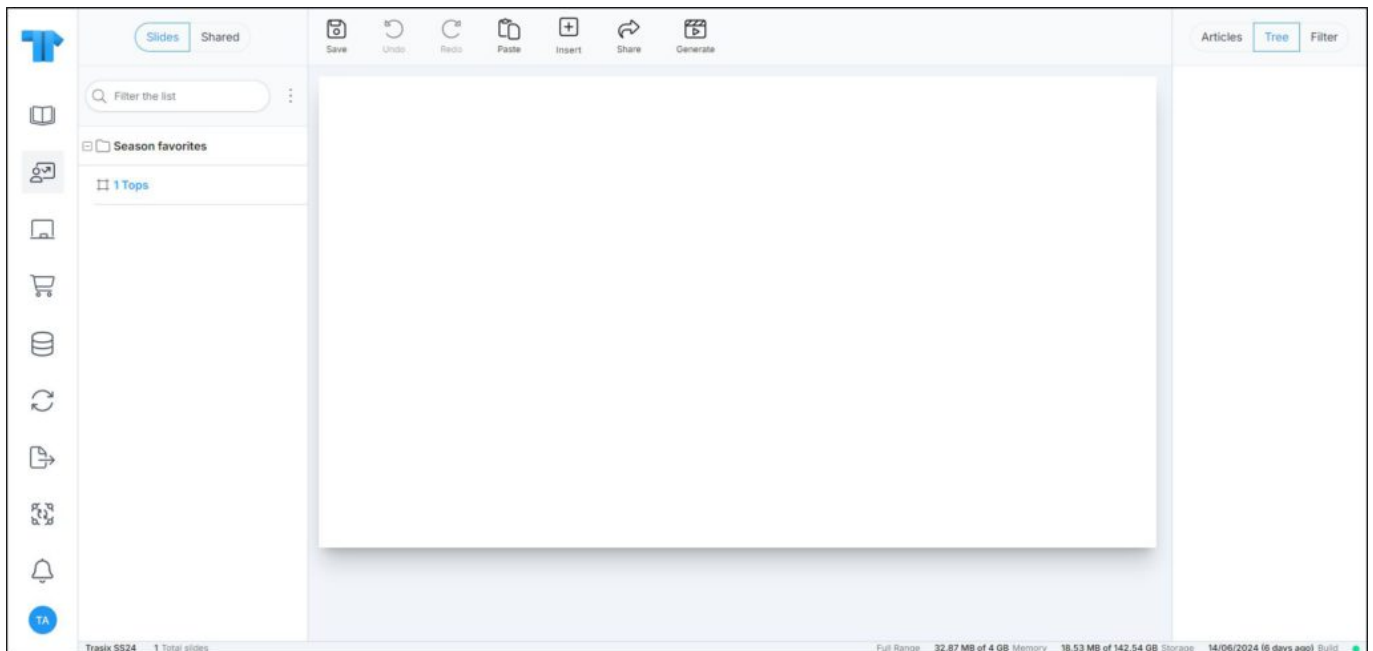 Slides Shared
Save Undo Redo Paste Insert Share Generate
Articles Tree Filter
Filter the list
Season favorites
1 Tops
TA
Trasix SS24 1 Total slides
Full Range 32.87 MB of 4 GB Memory 18.53 MB of 142.54 GB Storage 14/06/2024 (6 days ago) Build